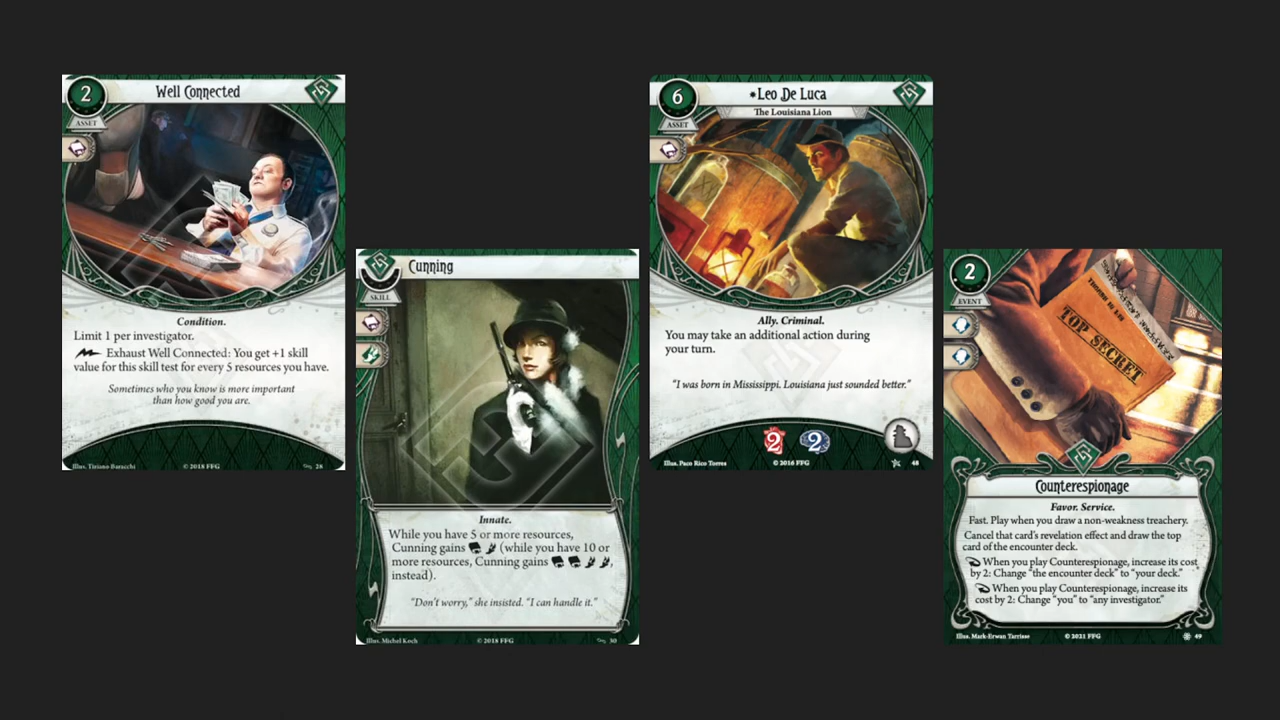 2
Well Connected
ASSET
Condition.
Limit 1 per investigator.
Exhaust Well Connected: You get +1 skill
value for this skill test for every 5 resources you have.
Sometimes who you know is more important
than how good you are.
Illus. Tiziano Baracchi © 2018 FFG 28
Cunning
SKILL
Innate.
While you have 5 or more resources,
Cunning gains (while you have 10 or
more resources, Cunning gains ,
instead).
"Don't worry," she insisted. "I can handle it."
Illus. Michel Koch © 2018 FFG 30
6
Leo De Luca
The Louisiana Lion
ASSET
Ally. Criminal.
You may take an additional action during
your turn.
"I was born in Mississippi. Louisiana just sounded better."
2 2
Illus. Paco Rico Torres © 2016 FFG 48
2
EVENT
TOP SECRET
Counterespionage
Favor. Service.
Fast. Play when you draw a non-weakness treachery.
Cancel that card's revelation effect and draw the top
card of the encounter deck.
When you play Counterespionage, increase its cost
by 2: Change "the encounter deck" to "your deck."
When you play Counterespionage, increase its
cost by 2: Change "you" to "any investigator."
Illus. Mark-Erwan Tarrisse © 2021 FFG 49